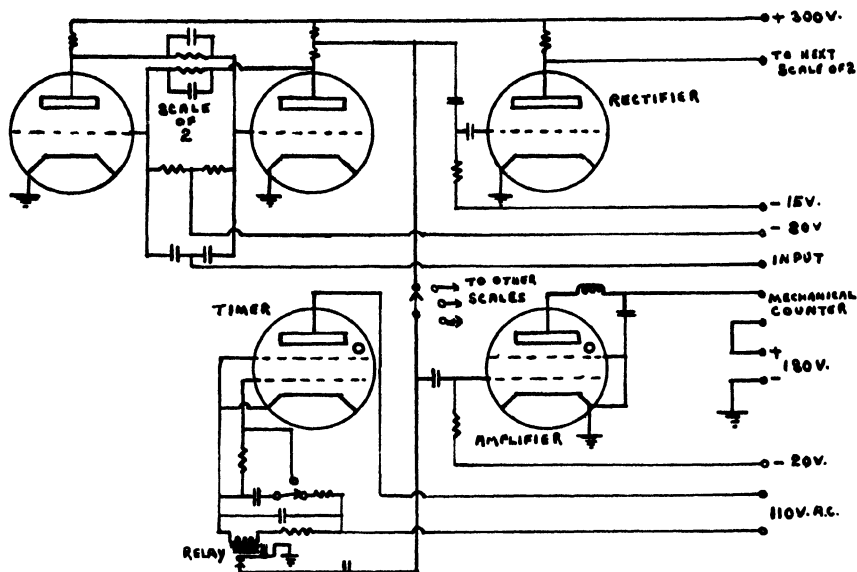 + 300V.
TO NEXT
SCALE OF 2
RECTIFIER
SCALE
OF
2
- 15V.
- 80V
INPUT
TIMER
TO OTHER
SCALES
MECHANICAL
COUNTER
+
180V.
-
AMPLIFIER
- 20V.
110V. A.C.
RELAY